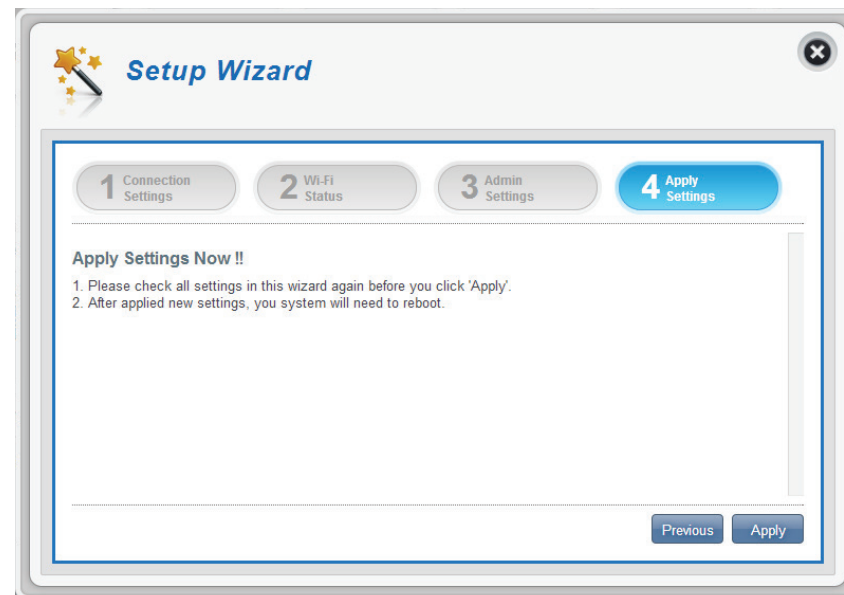 Setup Wizard
1 Connection Settings
2 Wi-Fi Status
3 Admin Settings
4 Apply Settings
Apply Settings Now !!
1. Please check all settings in this wizard again before you click 'Apply'.
2. After applied new settings, you system will need to reboot.
Previous
Apply